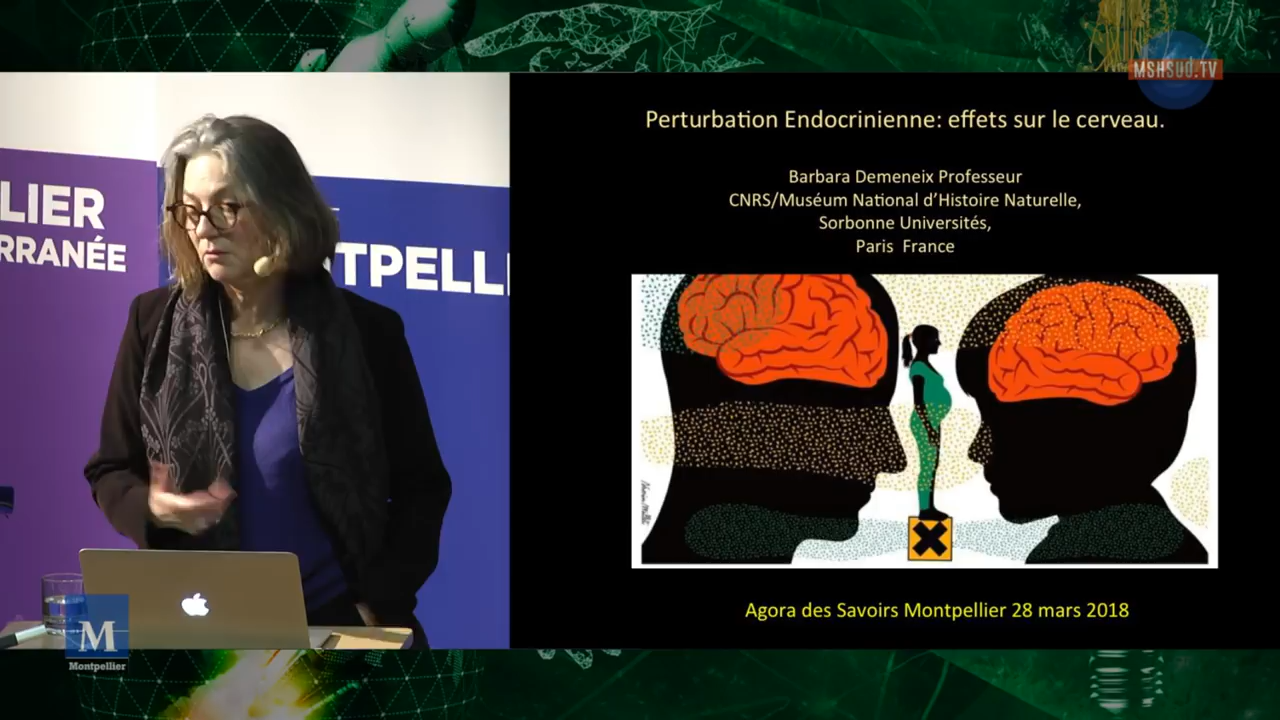 MSHSUD.TV
LIER
RRANÉE
TPELLI
Perturbation Endocrinienne: effets sur le cerveau.
Barbara Demeneix Professeur
CNRS/Muséum National d'Histoire Naturelle,
Sorbonne Universités,
Paris France
Agora des Savoirs Montpellier 28 mars 2018
M
Montpellier